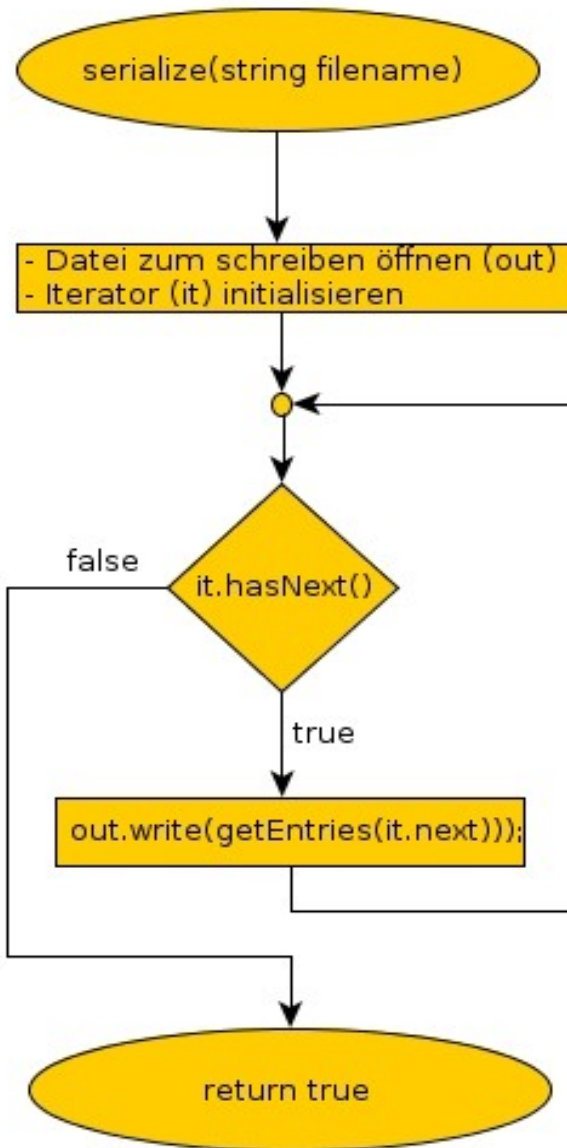 serialize(string filename)
- Datei zum schreiben öffnen (out)
- Iterator (it) initialisieren
false
it.hasNext()
true
out.write(getEntries(it.next)));
return true